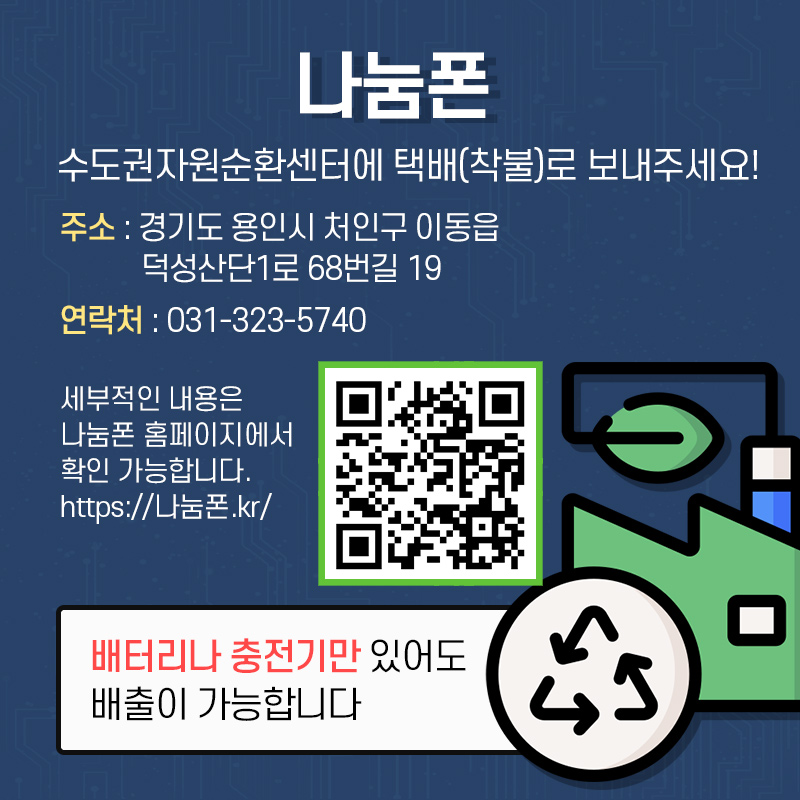 나눔폰
수도권자원순환센터에 택배(착불)로 보내주세요!
주소 : 경기도 용인시 처인구 이동읍
덕성산단1로 68번길 19
연락처 : 031-323-5740
세부적인 내용은
나눔폰 홈페이지에서
확인 가능합니다.
https://나눔폰.kr/
배터리나 충전기만 있어도
배출이 가능합니다